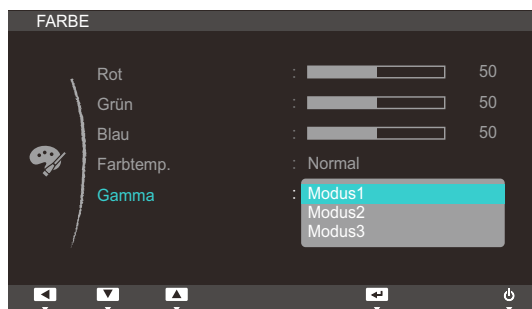 FARBE
Rot : 50
Grün : 50
Blau : 50
Farbtemp. : Normal
Gamma : Modus1
Modus2
Modus3